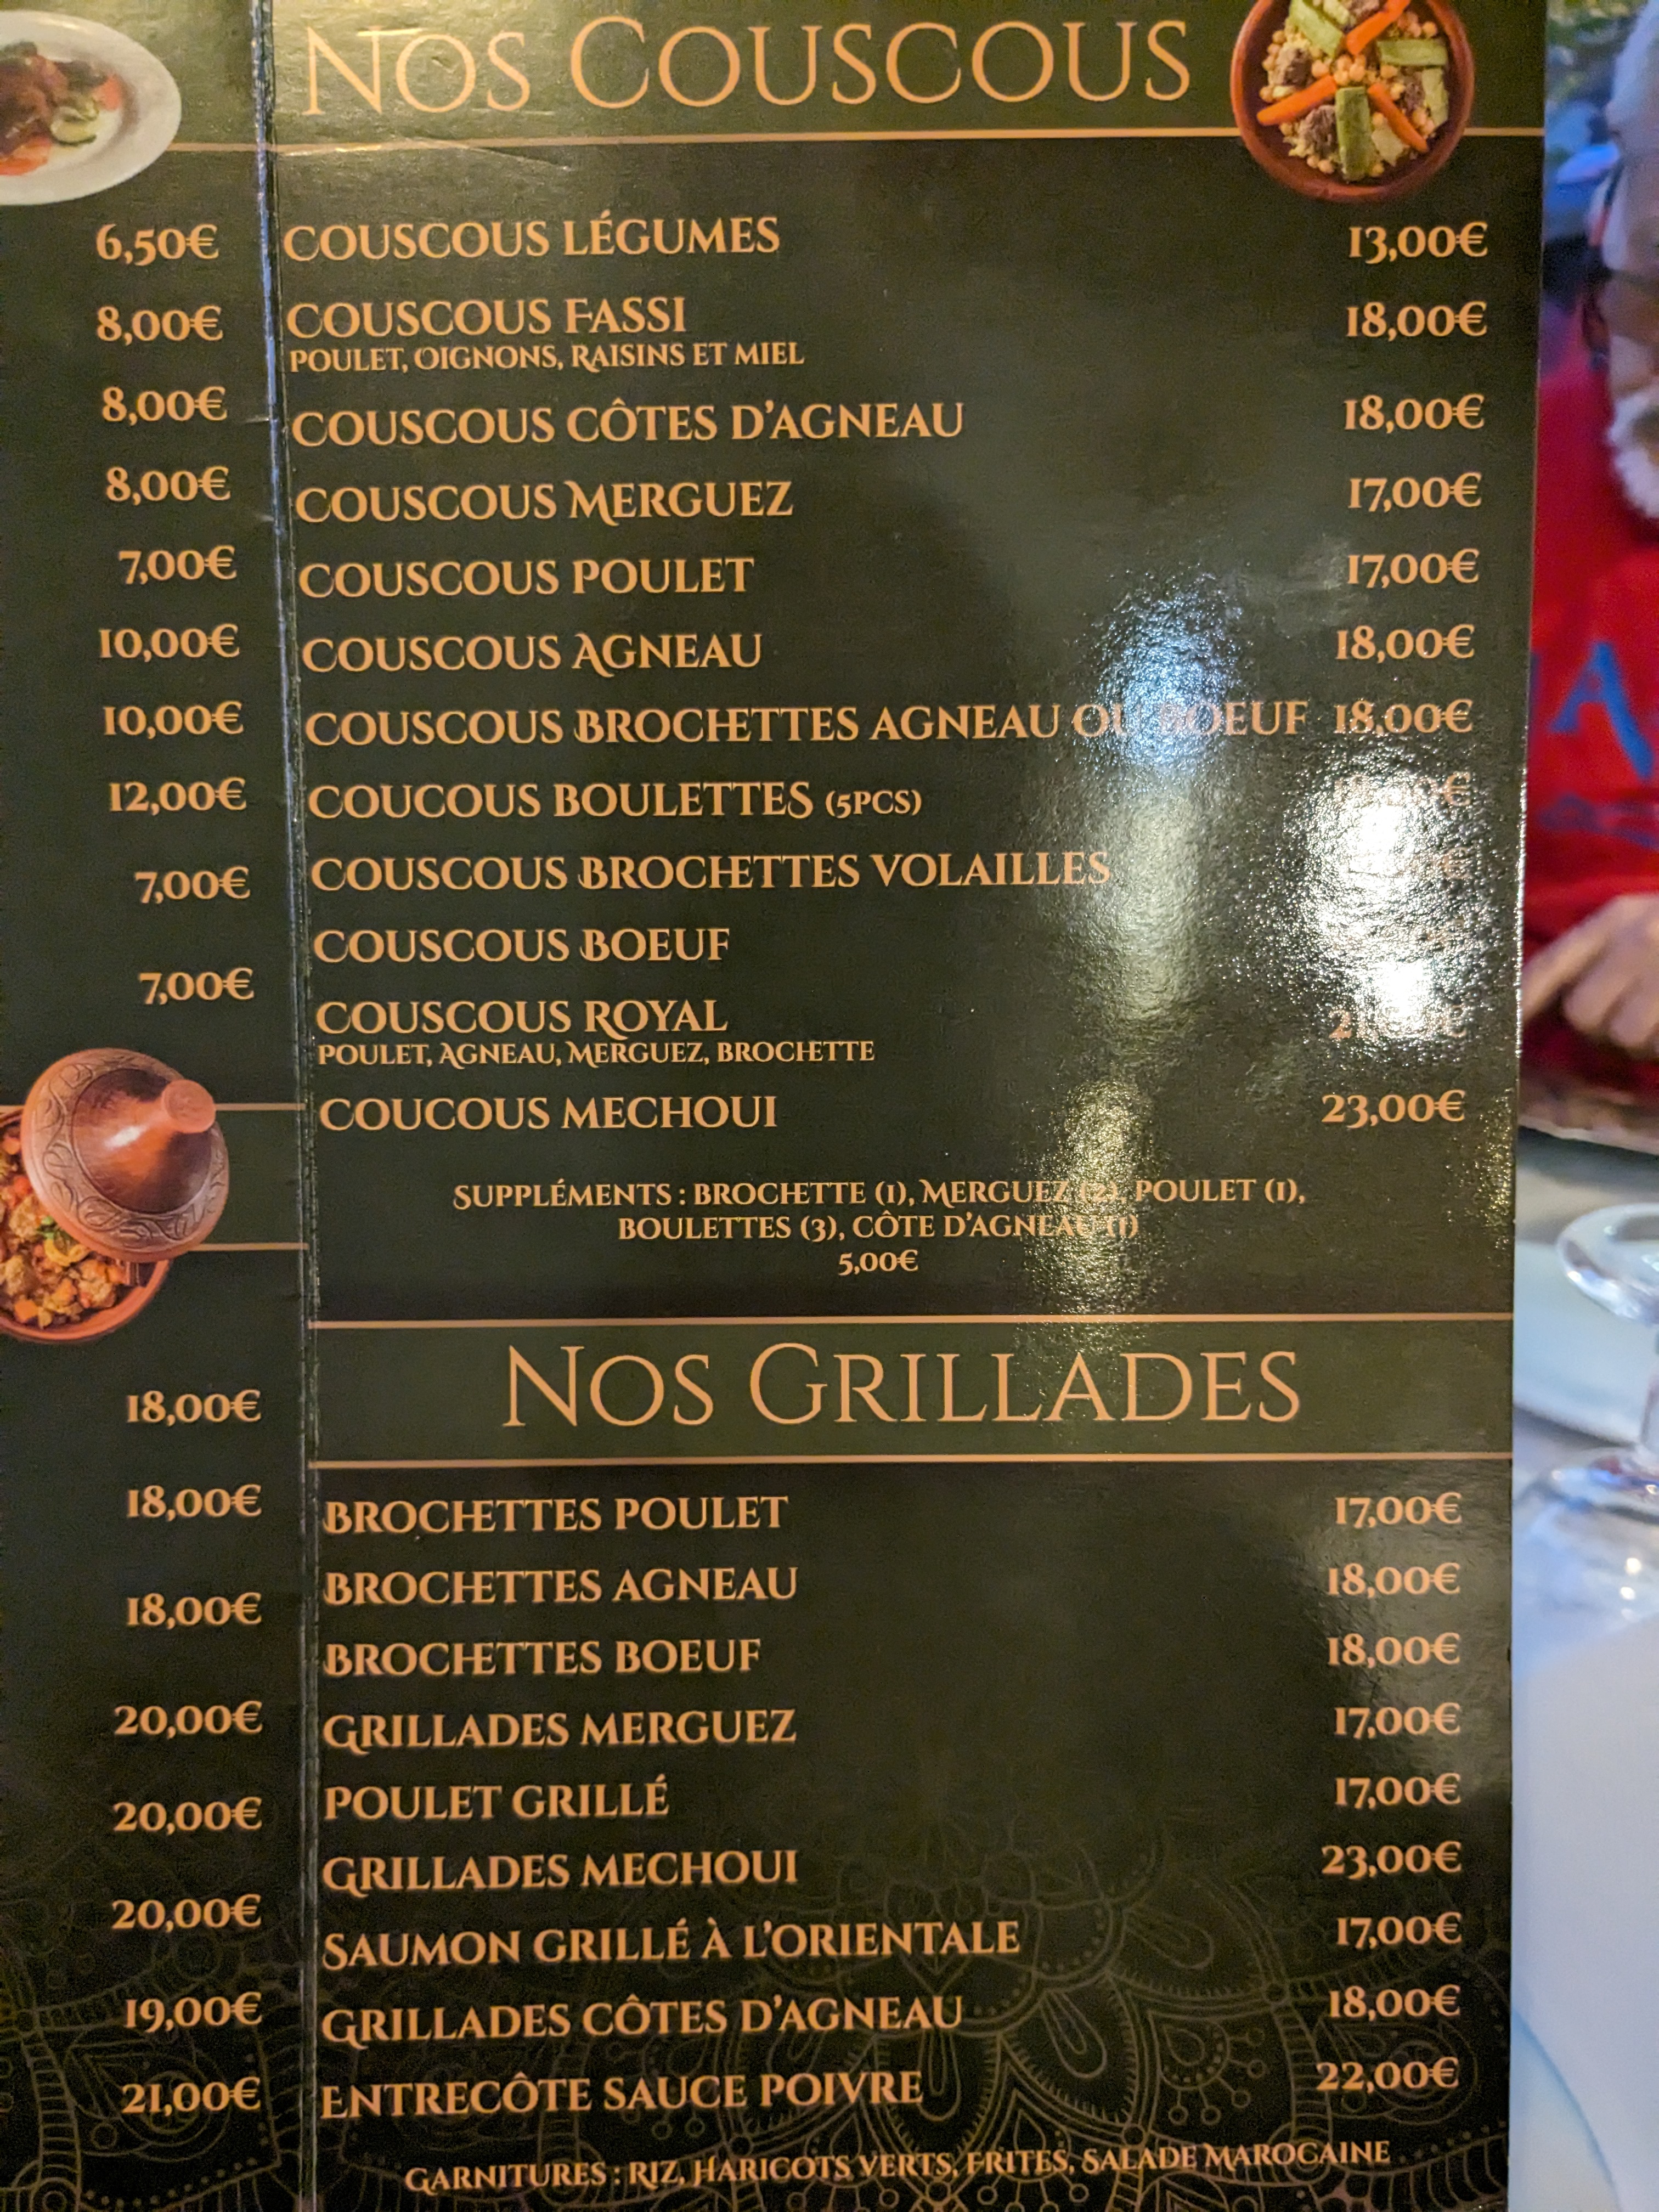 Nos Couscous
6,50€
8,00€
8,00€
8,00€
7,00€
10,00€
10,00€
12,00€
7,00€
7,00€
18,00€
18,00€
18,00€
20,00€
20,00€
20,00€
19,00€
21,00€
COUSCOUS LÉGUMES 13,00€
COUSCOUS FASSI 18,00€
POULET, OIGNONS, RAISINS ET MIEL
COUSCOUS CÔTES D'AGNEAU 18,00€
COUSCOUS MERGUEZ 17,00€
COUSCOUS POULET 17,00€
COUSCOUS AGNEAU 18,00€
COUSCOUS BROCHETTES AGNEAU OU BOEUF 18,00€
COUCOUS BOULETTES (5PCS)
COUSCOUS BROCHETTES VOLAILLES
COUSCOUS BOEUF
COUSCOUS ROYAL
POULET, AGNEAU, MERGUEZ, BROCHETTE
COUCOUS MECHOUI 23,00€
SUPPLÉMENTS : BROCHETTE (1), MERGUEZ (2), POULET (1),
BOULETTES (3), CÔTE D'AGNEAU (1)
5,00€
Nos Grillades
BROCHETTES POULET 17,00€
BROCHETTES AGNEAU 18,00€
BROCHETTES BOEUF 18,00€
GRILLADES MERGUEZ 17,00€
POULET GRILLÉ 17,00€
GRILLADES MECHOUI 23,00€
SAUMON GRILLÉ À L'ORIENTALE 17,00€
GRILLADES CÔTES D'AGNEAU 18,00€
ENTRECÔTE SAUCE POIVRE 22,00€
GARNITURES : RIZ, HARICOTS VERTS, FRITES, SALADE MAROCAINE